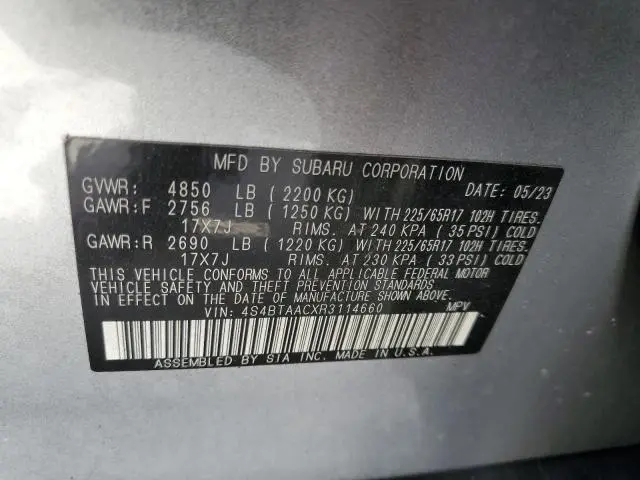 MFD BY SUBARU CORPORATION
GVWR: 4850 LB ( 2200 KG) DATE: 05/23
GAWR:F 2756 LB ( 1250 KG) WITH 225/65R17 102H TIRES.
17X7J RIMS. AT 240 KPA ( 35 PSI) COLD
GAWR:R 2690 LB ( 1220 KG) WITH 225/65R17 102H TIRES.
17X7J RIMS. AT 230 KPA ( 33 PSI) COLD
THIS VEHICLE CONFORMS TO ALL APPLICABLE FEDERAL MOTOR
VEHICLE SAFETY AND THEFT PREVENTION STANDARDS
IN EFFECT ON THE DATE OF MANUFACTURE SHOWN ABOVE.
VIN: 4S4BTAACXR3114660 MPV
ASSEMBLED BY SIA INC. MADE IN U.S.A.